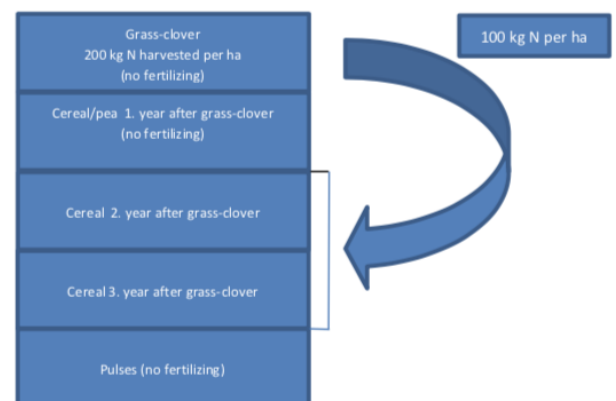 Grass-clover
200 kg N harvested per ha
(no fertilizing)
100 kg N per ha
Cereal/pea 1. year after grass-clover
(no fertilizing)
Cereal 2. year after grass-clover
Cereal 3. year after grass-clover
Pulses (no fertilizing)